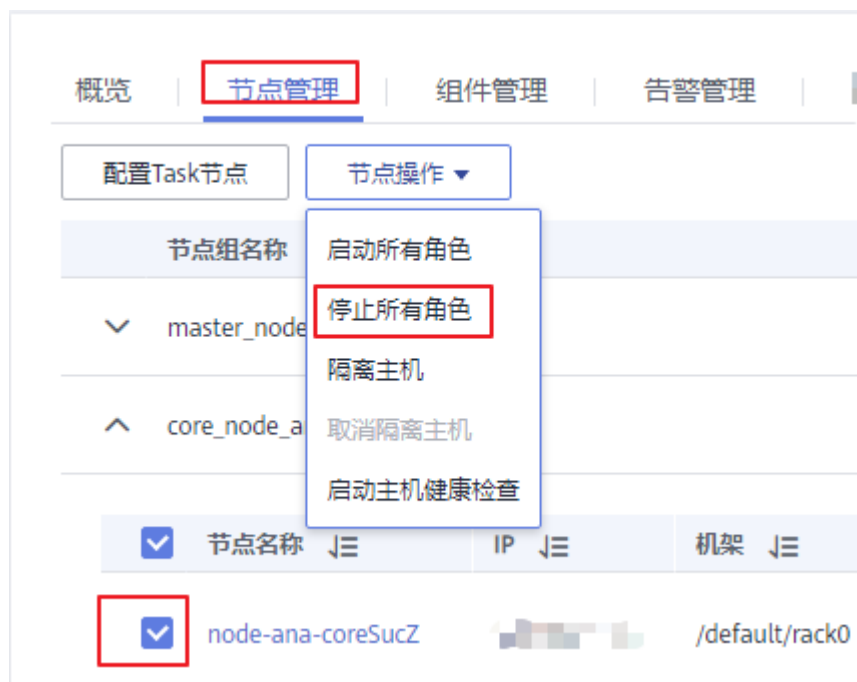 概览 节点管理 组件管理 告警管理
配置Task节点 节点操作
节点组名称 启动所有角色
停止所有角色
master_node
隔离主机
core_node_a 取消隔离主机
启动主机健康检查
节点名称 IP 机架
node-ana-coreSucZ /default/rack0